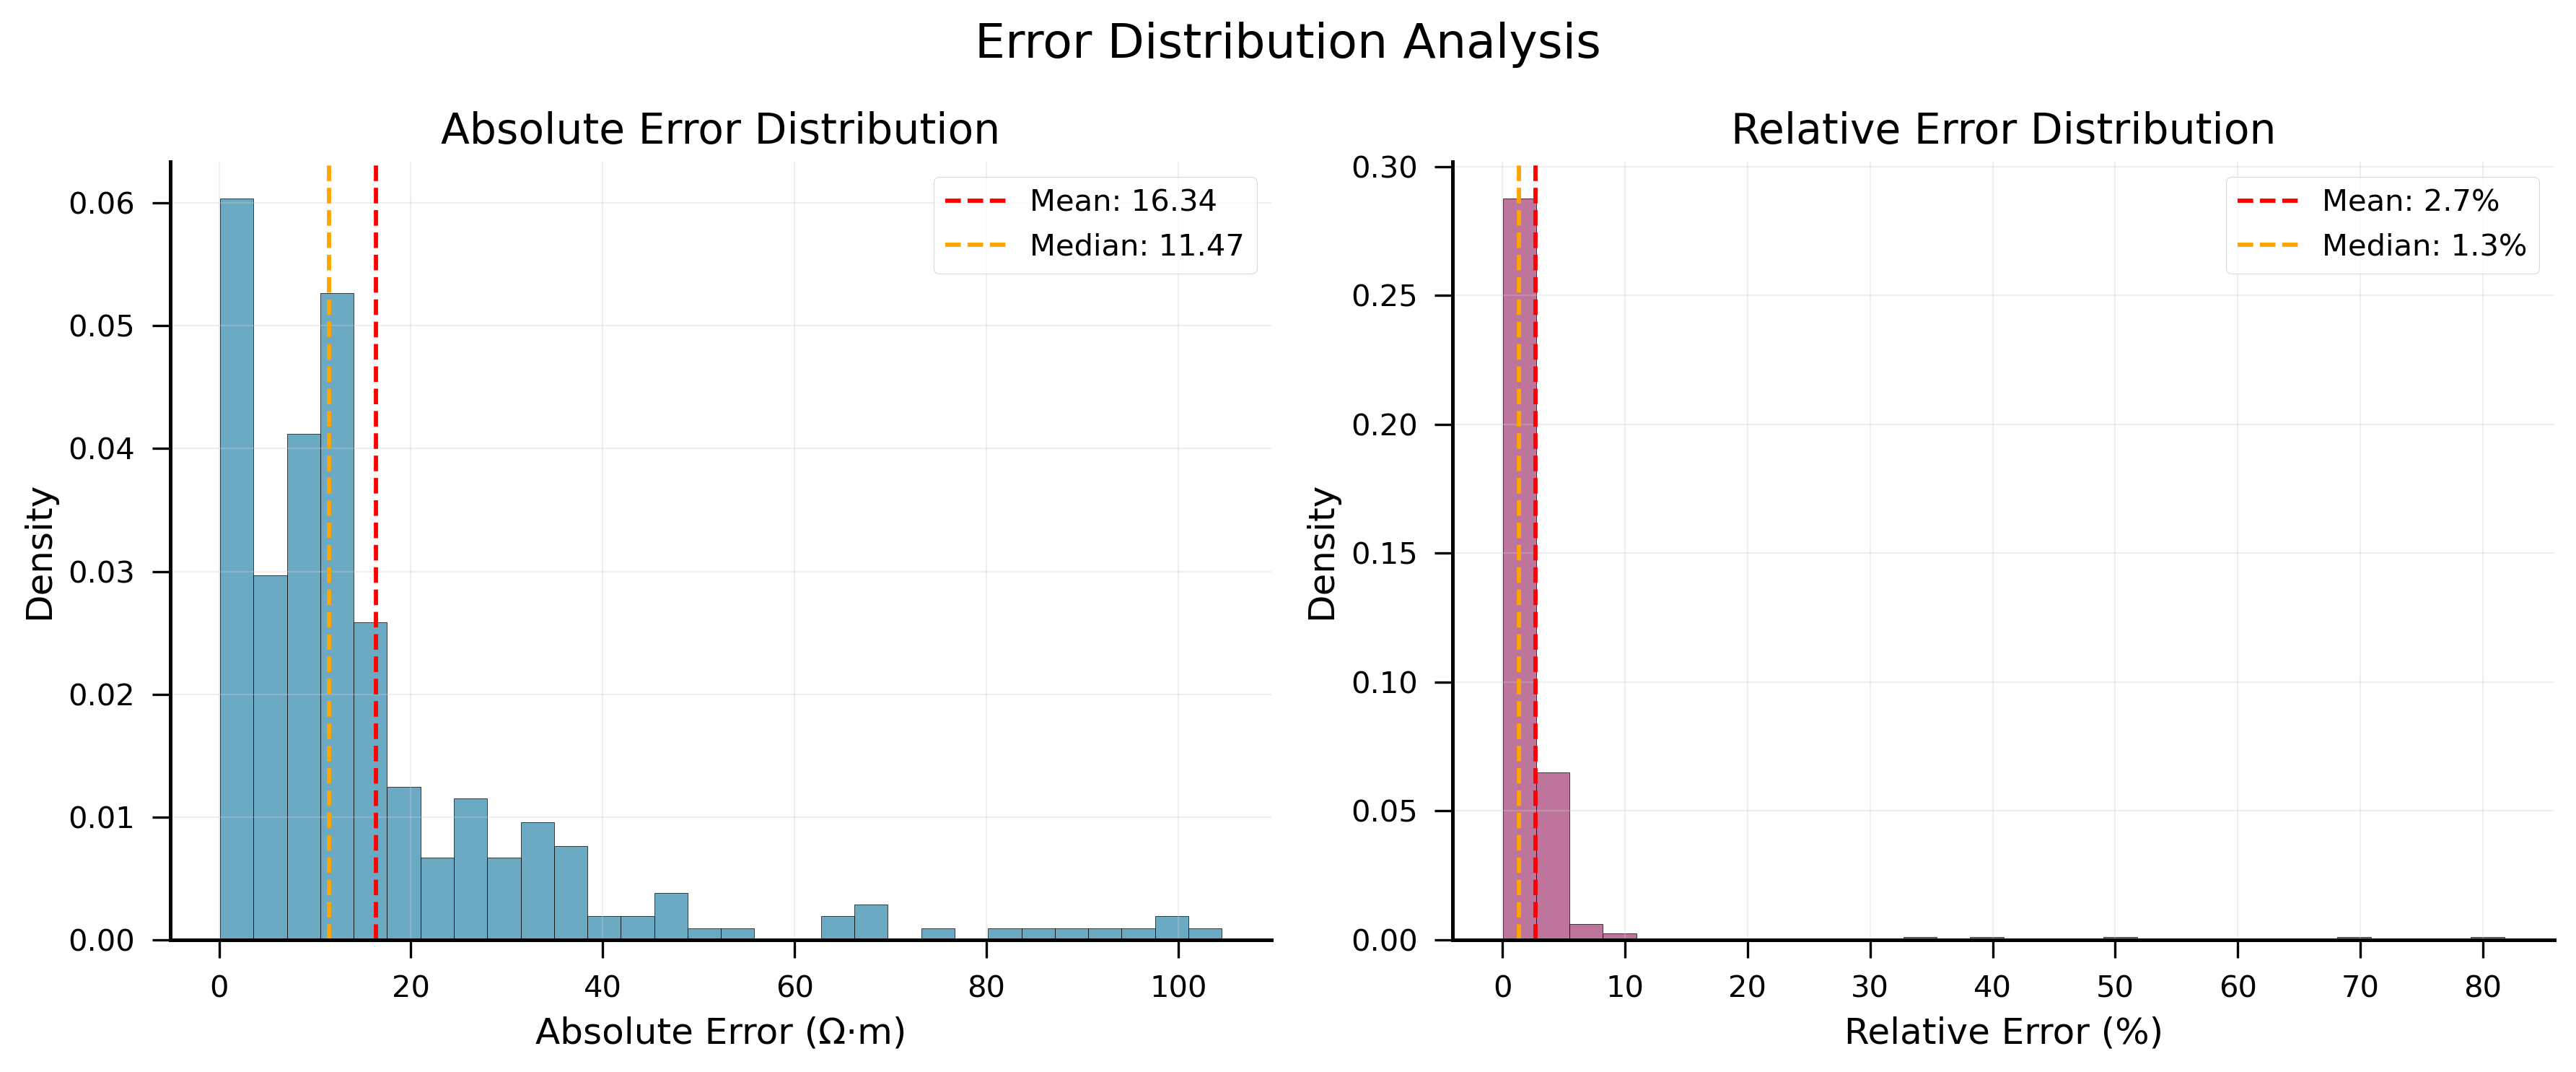 Error Distribution Analysis
Absolute Error Distribution
Mean: 16.34
Median: 11.47
0.06
0.05
0.04
0.03
0.02
0.01
0.00
Density
0 20 40 60 80 100
Absolute Error (Ω·m)
Relative Error Distribution
Mean: 2.7%
Median: 1.3%
0.30
0.25
0.20
0.15
0.10
0.05
0.00
Density
0 10 20 30 40 50 60 70 80
Relative Error (%)